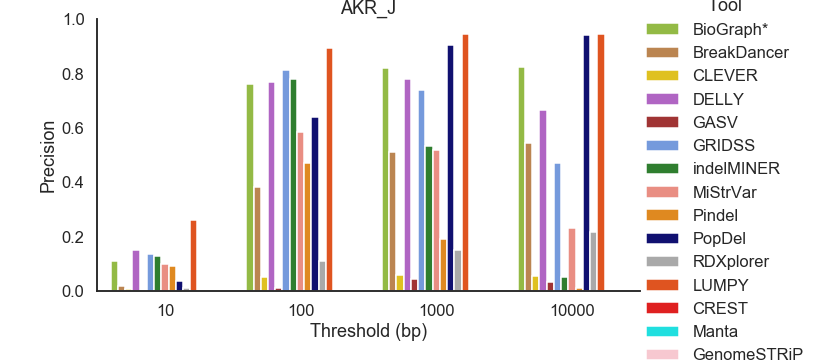 AKR_J
Tool
1.0
0.8
0.6
0.4
0.2
0.0
Precision
10
100
1000
10000
Threshold (bp)
BioGraph*
BreakDancer
CLEVER
DELLY
GASV
GRIDSS
indelMINER
MiStrVar
Pindel
PopDel
RDXplorer
LUMPY
CREST
Manta
GenomeSTRiP